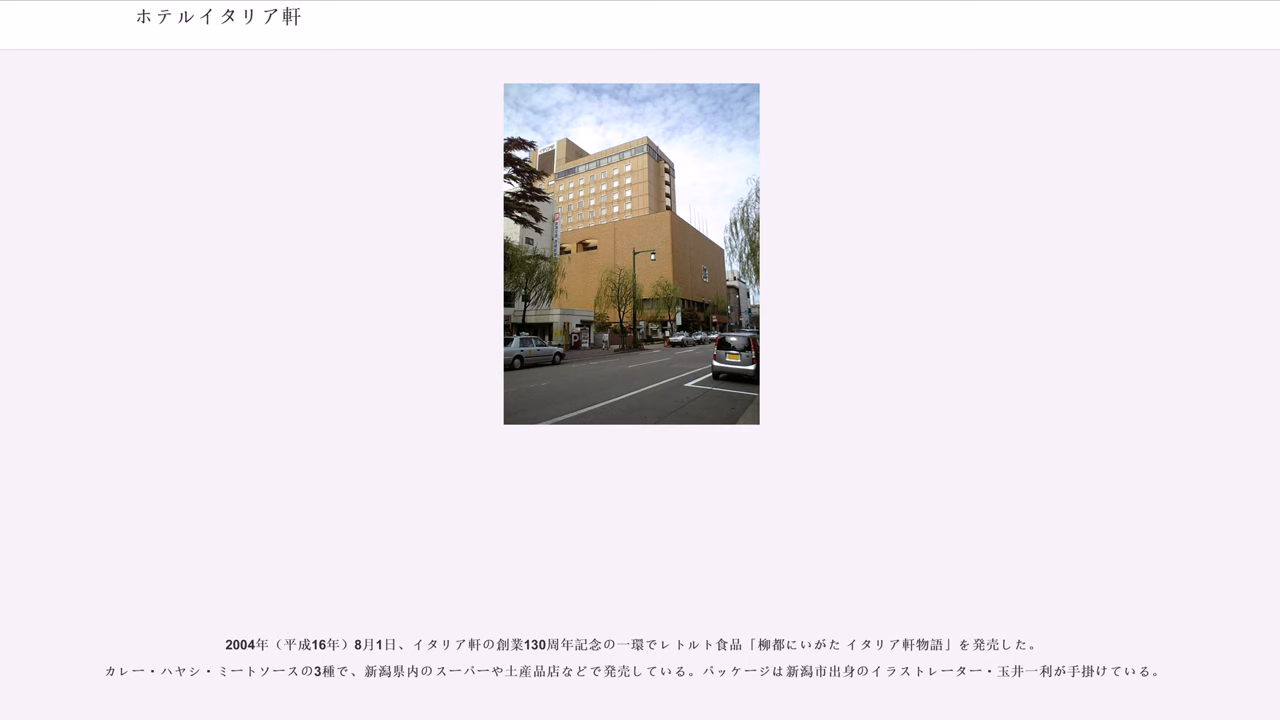 ホテルイタリア軒
P
2004年（平成16年）8月1日、イタリア軒の創業130周年記念の一環でレトルト食品「柳都にいがた イタリア軒物語」を発売した。
カレー・ハヤシ・ミートソースの3種で、新潟県内のスーパーや土産品店などで発売している。パッケージは新潟市出身のイラストレーター・玉井一利が手掛けている。